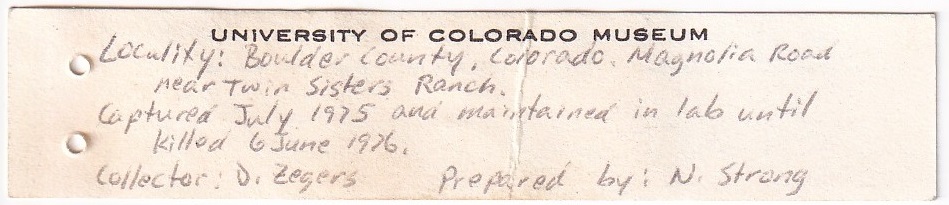 UNIVERSITY OF COLORADO MUSEUM
Locality: Boulder County, Colorado. Magnolia Road
near Twin Sisters Ranch.
Captured July 1975 and maintained in lab until
killed 6 June 1976.
Collector: D. Zegers Prepared by: N. Strong